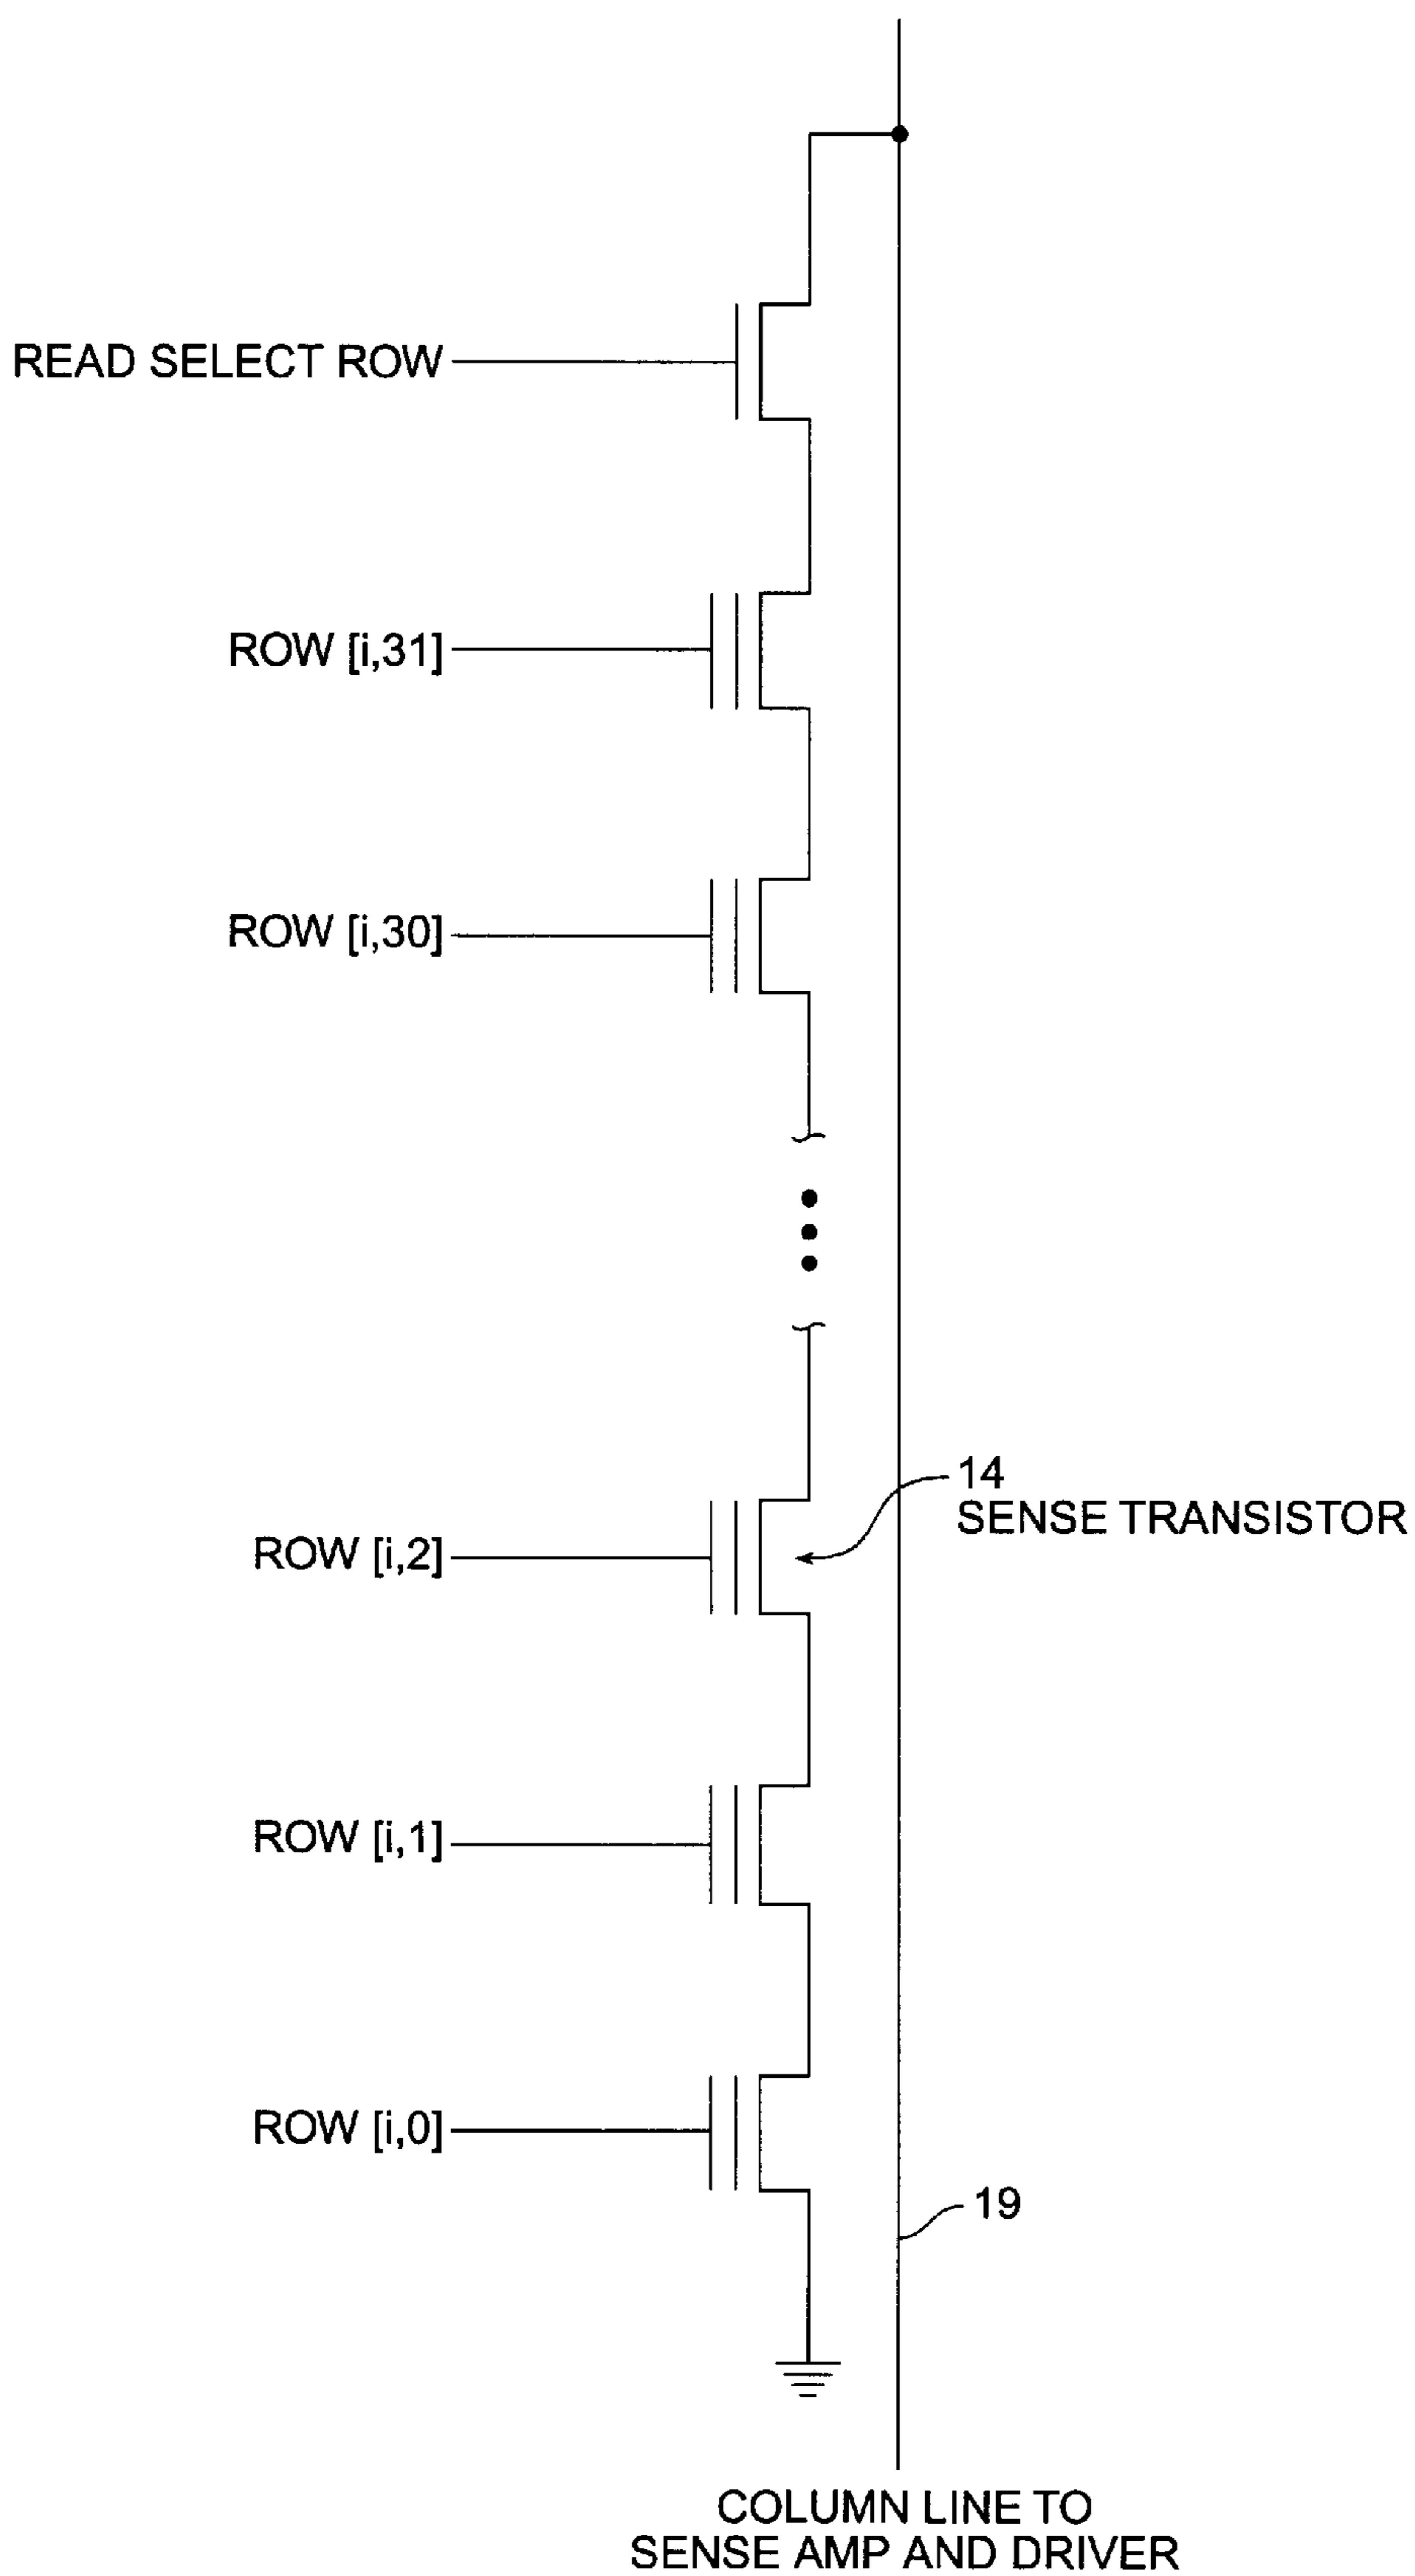 READ SELECT ROW
ROW [i,31]
ROW [i,30]
14
SENSE TRANSISTOR
ROW [i,2]
ROW [i,1]
ROW [i,0]
19
COLUMN LINE TO
SENSE AMP AND DRIVER